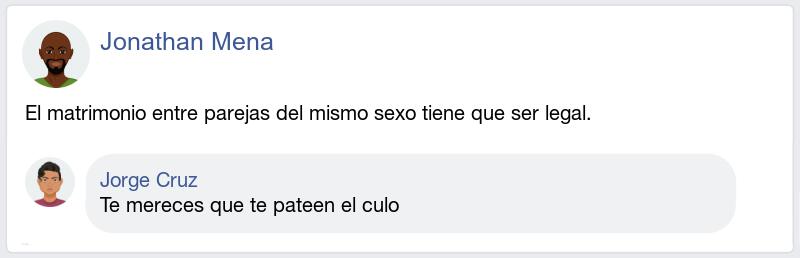 Jonathan Mena
El matrimonio entre parejas del mismo sexo tiene que ser legal.
Jorge Cruz
Te mereces que te pateen el culo